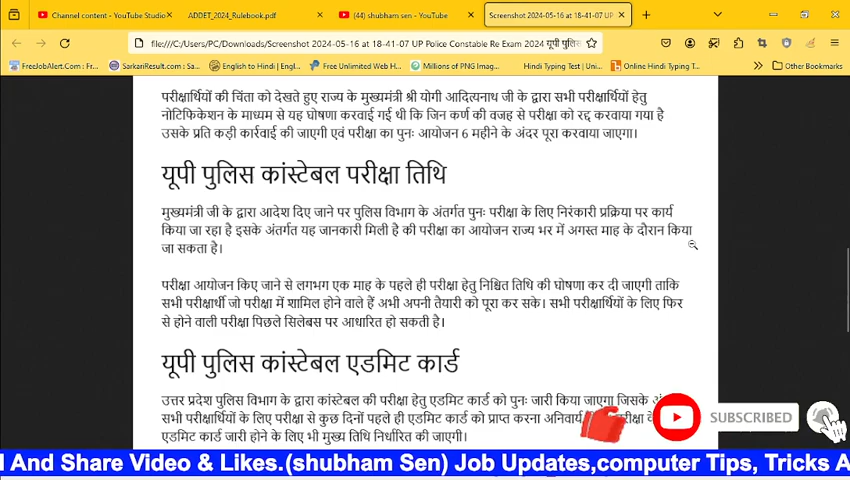 Content content - YouTube Studio
ADDET_2024_Rulebook.pdf
(44) shubham sen - YouTube
Screenshot 2024-05-16 at 18-41-07 UP
file:///C:/Users/PC/Downloads/Screenshot 2024-05-16 at 18-41-07 UP Police Constable Re Exam 2024 यूपी पुलिस
FreeJobAlert.Com : Fr...
SarkariResult.com : Sa...
English to Hindi | Engl...
Free Unlimited Web H...
Millions of PNG Imag...
Hindi Typing Test | Uni...
Online Hindi Typing T...
Other Bookmarks
परीक्षार्थियों की चिंता को देखते हुए राज्य के मुख्यमंत्री श्री योगी आदित्यनाथ जी के द्वारा सभी परीक्षार्थियों हेतु
नोटिफिकेशन के माध्यम से यह घोषणा करवाई गई थी कि जिन कर्ण की वजह से परीक्षा को रद्द करवाया गया है
उसके प्रति कड़ी कार्रवाई की जाएगी एवं परीक्षा का पुनः आयोजन 6 महीने के अंदर पूरा करवाया जाएगा।
यूपी पुलिस कांस्टेबल परीक्षा तिथि
मुख्यमंत्री जी के द्वारा आदेश दिए जाने पर पुलिस विभाग के अंतर्गत पुनः परीक्षा के लिए निरंकारी प्रक्रिया पर कार्य
किया जा रहा है इसके अंतर्गत यह जानकारी मिली है की परीक्षा का आयोजन राज्य भर में अगस्त माह के दौरान किया
जा सकता है।
परीक्षा आयोजन किए जाने से लगभग एक माह के पहले ही परीक्षा हेतु निश्चित तिथि की घोषणा कर दी जाएगी ताकि
सभी परीक्षार्थी जो परीक्षा में शामिल होने वाले हैं अभी अपनी तैयारी को पूरा कर सके। सभी परीक्षार्थियों के लिए फिर
से होने वाली परीक्षा पिछले सिलेबस पर आधारित हो सकती है।
यूपी पुलिस कांस्टेबल एडमिट कार्ड
उत्तर प्रदेश पुलिस विभाग के द्वारा कांस्टेबल की परीक्षा हेतु एडमिट कार्ड को पुनः जारी किया जाएगा जिसके
सभी परीक्षार्थियों के लिए परीक्षा से कुछ दिनों पहले ही एडमिट कार्ड को प्राप्त करना अनिवार्य
एडमिट कार्ड जारी होने के लिए भी मुख्य तिथि निर्धारित की जाएगी।
SUBSCRIBED
And Share Video & Likes.(shubham Sen) Job Updates,computer Tips, Tricks A